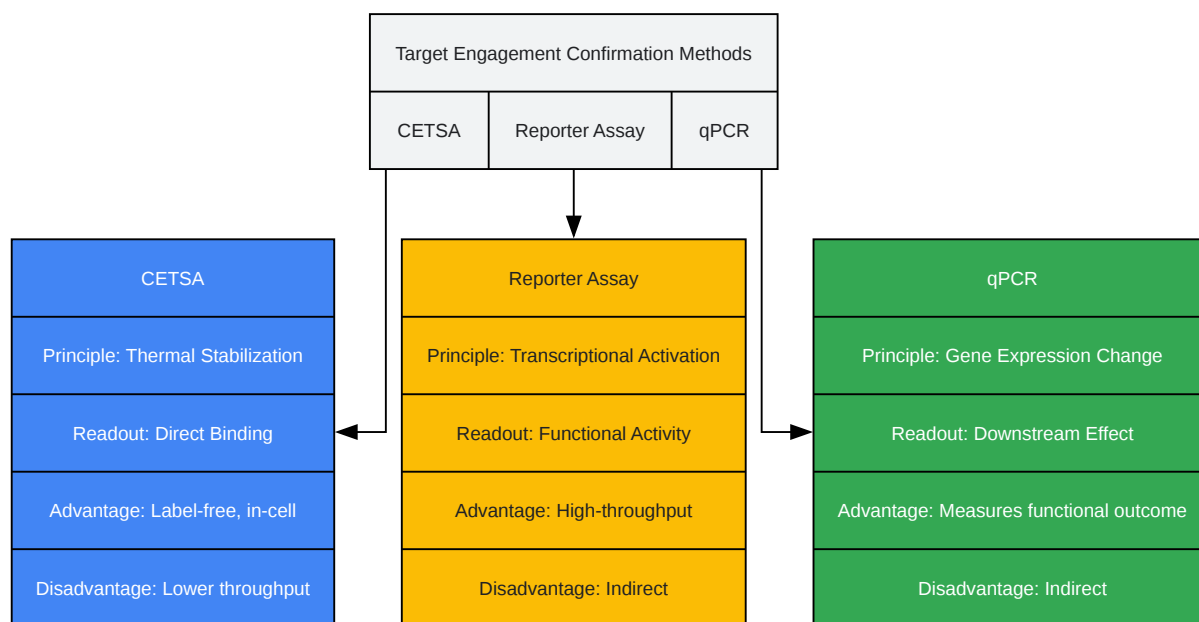 Target Engagement Confirmation Methods
CETSA
Reporter Assay
qPCR
CETSA
Principle: Thermal Stabilization
Readout: Direct Binding
Advantage: Label-free, in-cell
Disadvantage: Lower throughput
Reporter Assay
Principle: Transcriptional Activation
Readout: Functional Activity
Advantage: High-throughput
Disadvantage: Indirect
qPCR
Principle: Gene Expression Change
Readout: Downstream Effect
Advantage: Measures functional outcome
Disadvantage: Indirect